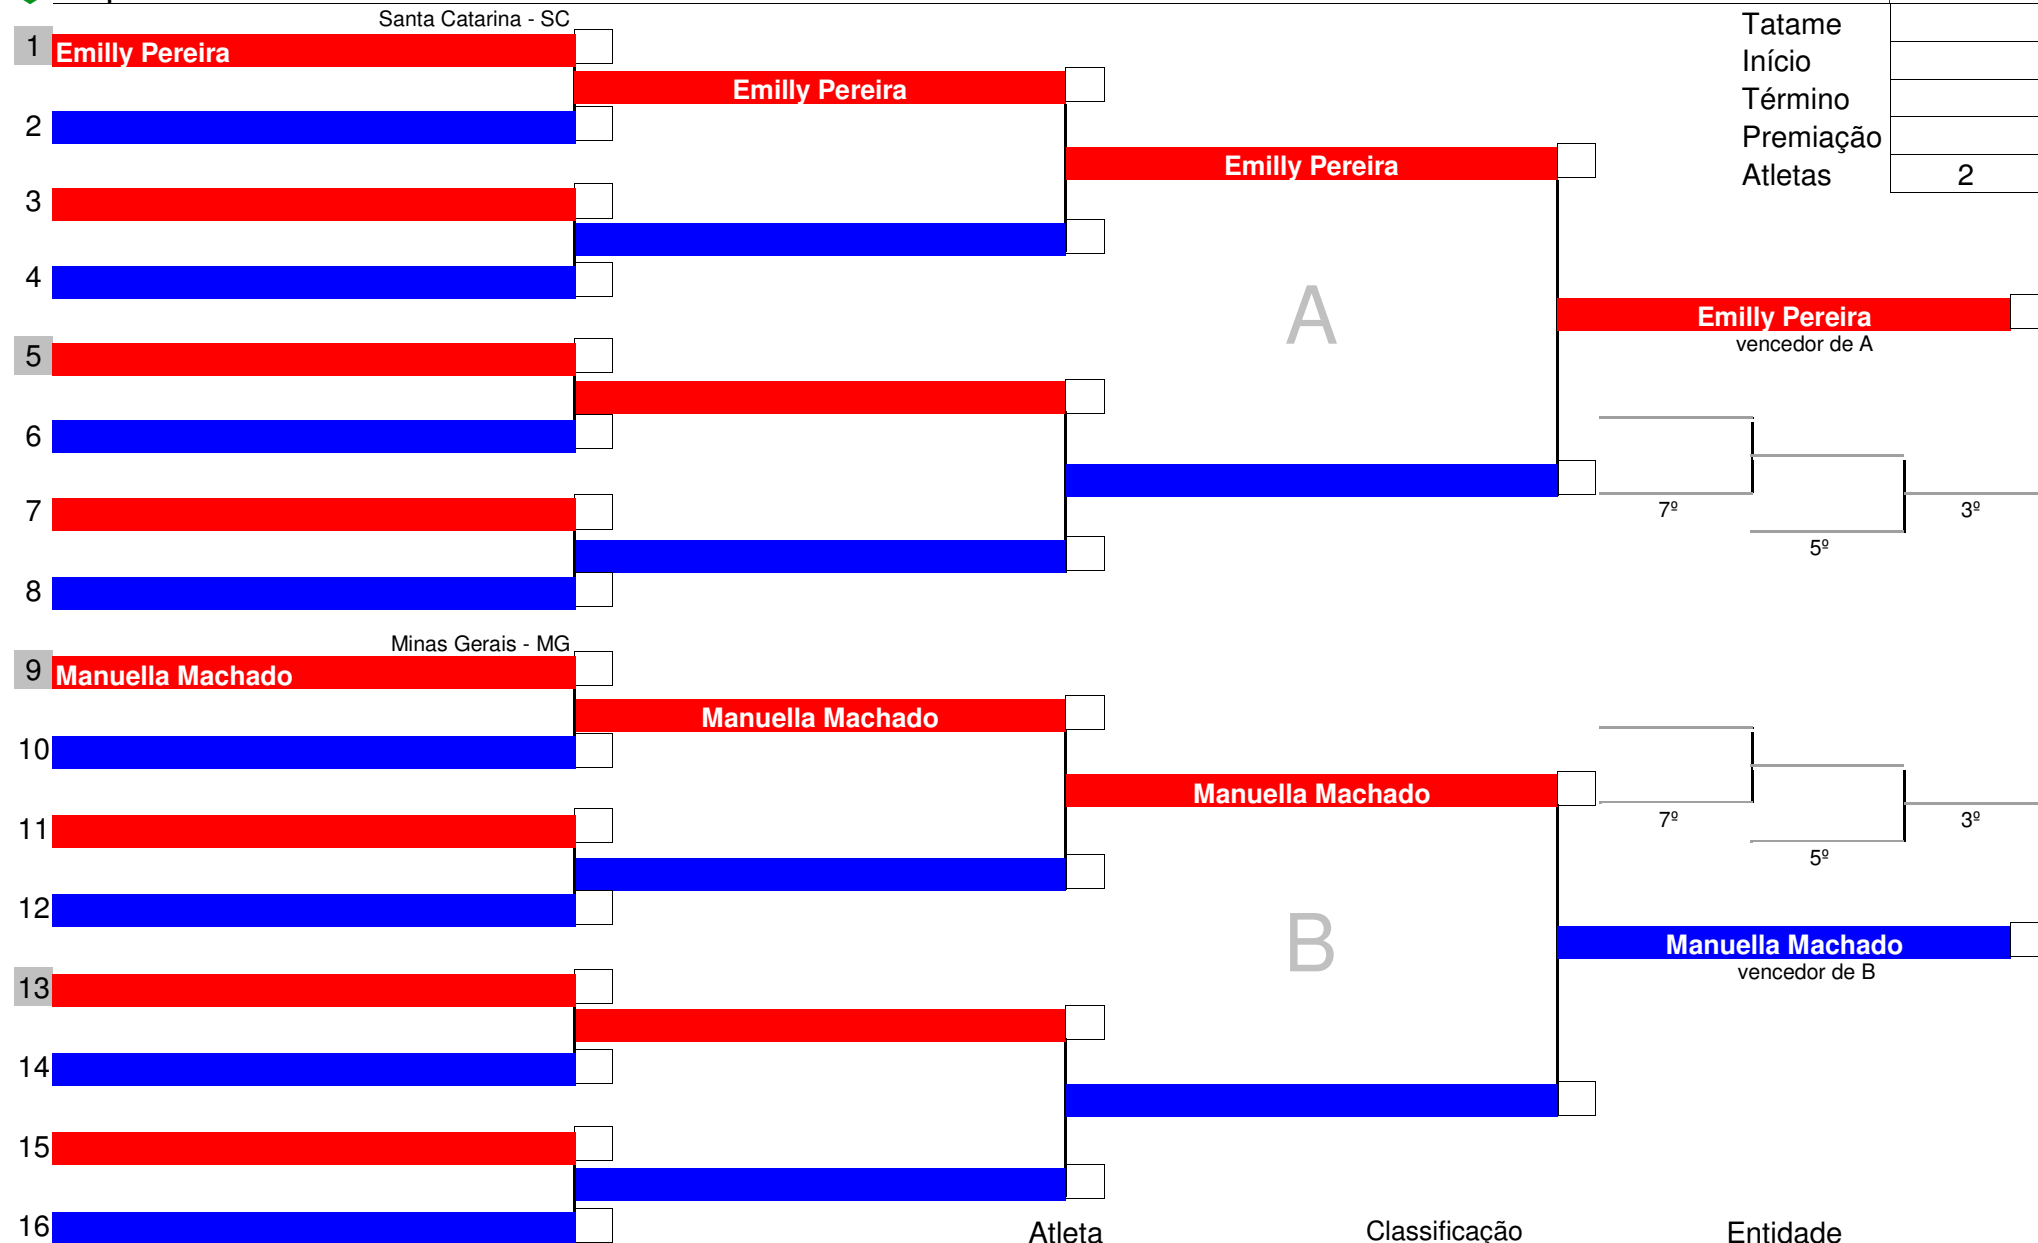 Santa Catarina - SC
Tatame
1 Emilly Pereira
Início
Emilly Pereira
Término
2
Premiação
Emilly Pereira
Atletas 2
3
4
Emilly Pereira
A
vencedor de A
5
6
7
7º 3º
5º
8
Minas Gerais - MG
9 Manuella Machado
Manuella Machado
10
Manuella Machado
11
7º 3º
5º
12
B
Manuella Machado
vencedor de B
13
14
15
16
Atleta Classificação Entidade